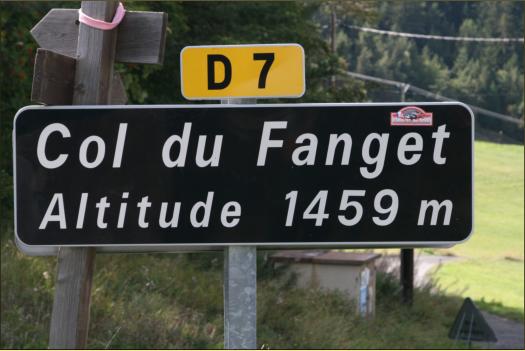 D 7
Col du Fanget
Altitude 1459 m